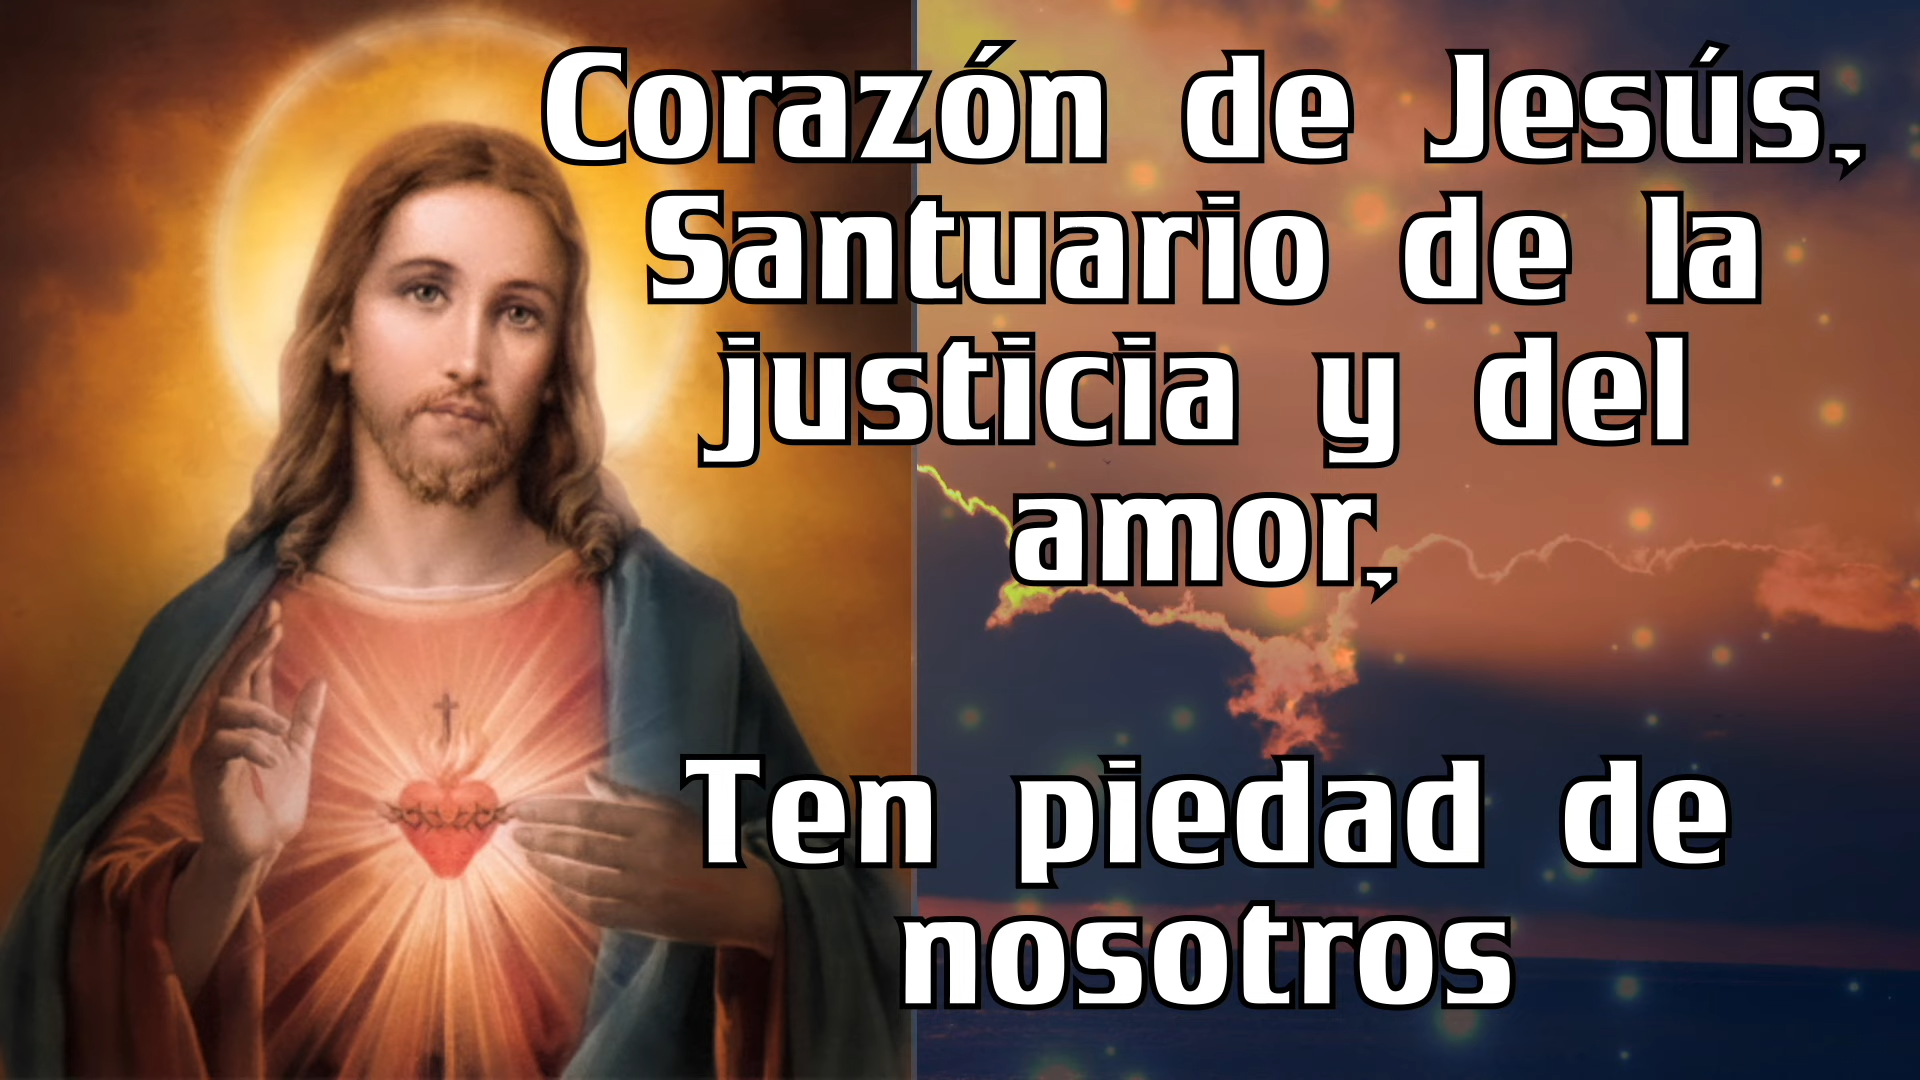 Corazón de Jesús,
Santuario de la
justicia y del
amor,
Ten piedad de
nosotros